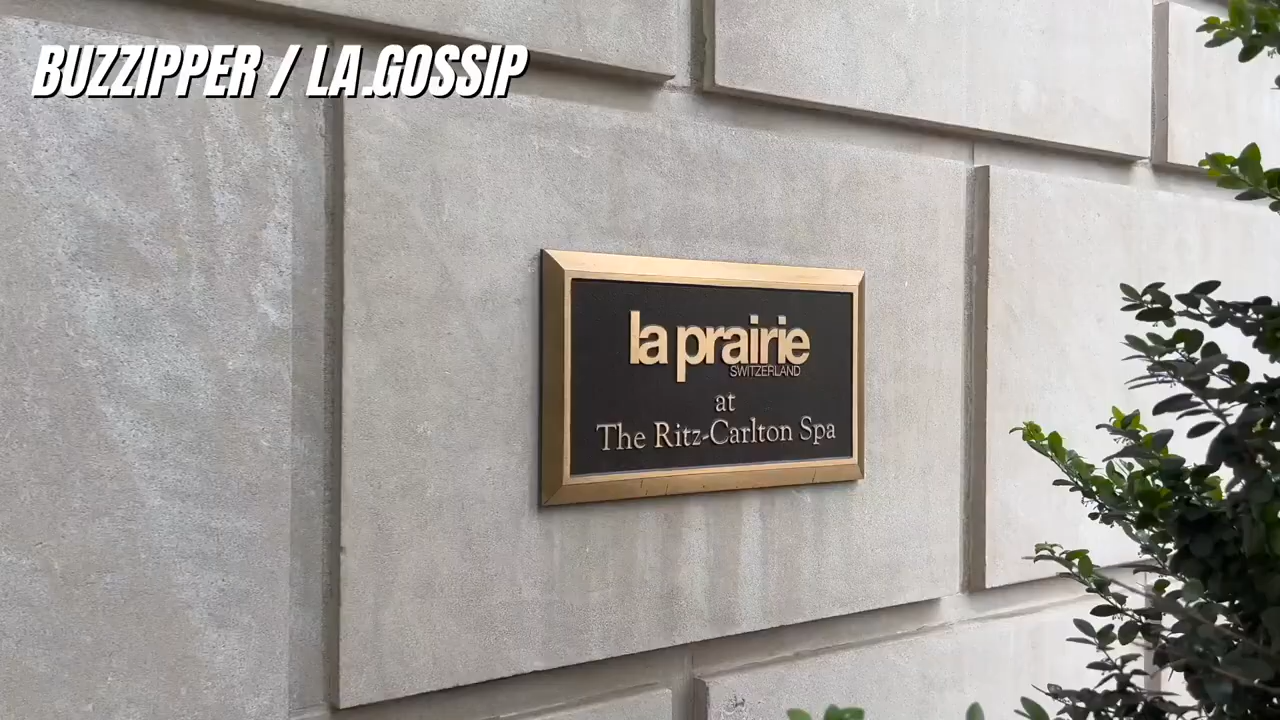 BUZZIPPER / LA.GOSSIP
la prairie
SWITZERLAND
at
The Ritz-Carlton Spa